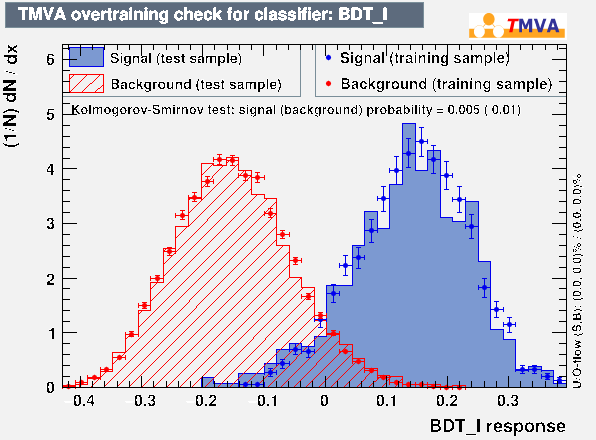 TMVA overtraining check for classifier: BDT_I
TMVA
Signal (test sample)
Background (test sample)
Signal (training sample)
Background (training sample)
Kolmogorov-Smirnov test: signal (background) probability = 0.005 ( 0.01)
(1/N) dN / dx
6
5
4
3
2
1
0
−0.4 −0.3 −0.2 −0.1 0 0.1 0.2 0.3
BDT_I response
U/O-flow (S,B): (0.0, 0.0)% / (0.0, 0.0)%